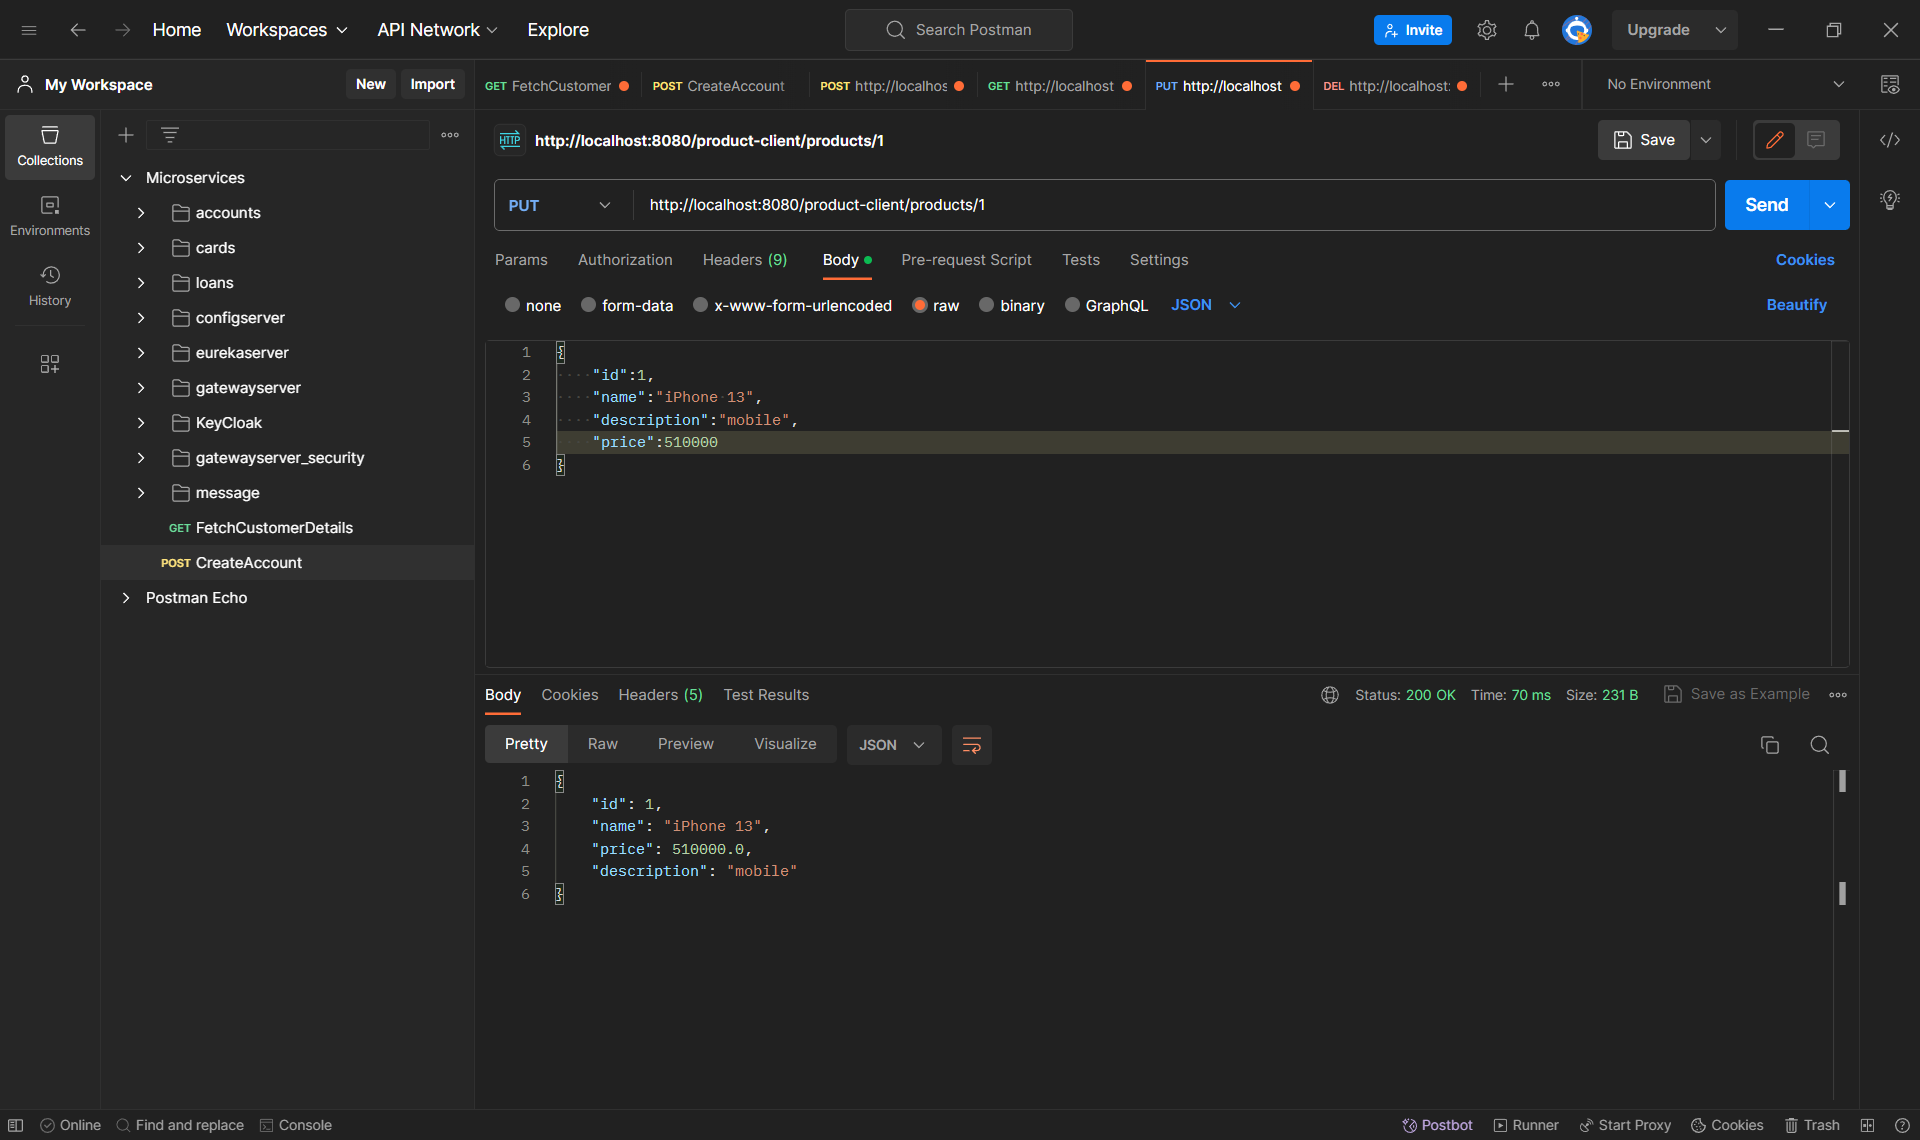 Home Workspaces API Network Explore Search Postman Invite Upgrade
My Workspace New Import
GET FetchCustomer POST CreateAccount POST http://localhos GET http://localhost PUT http://localhost DEL http://localhost: No Environment
HTTP http://localhost:8080/product-client/products/1 Save
PUT http://localhost:8080/product-client/products/1 Send
Params Authorization Headers (9) Body Pre-request Script Tests Settings Cookies
none form-data x-www-form-urlencoded raw binary GraphQL JSON Beautify
1 {
2 "id":1,
3 "name":"iPhone 13",
4 "description":"mobile",
5 "price":510000
6 }
Collections
Environments
History
Microservices
accounts
cards
loans
configserver
eurekaserver
gatewayserver
KeyCloak
gatewayserver_security
message
GET FetchCustomerDetails
POST CreateAccount
Postman Echo
Body Cookies Headers (5) Test Results Status: 200 OK Time: 70 ms Size: 231 B Save as Example
Pretty Raw Preview Visualize JSON
1 {
2 "id": 1,
3 "name": "iPhone 13",
4 "price": 510000.0,
5 "description": "mobile"
6 }
Online Find and replace Console Postbot Runner Start Proxy Cookies Trash